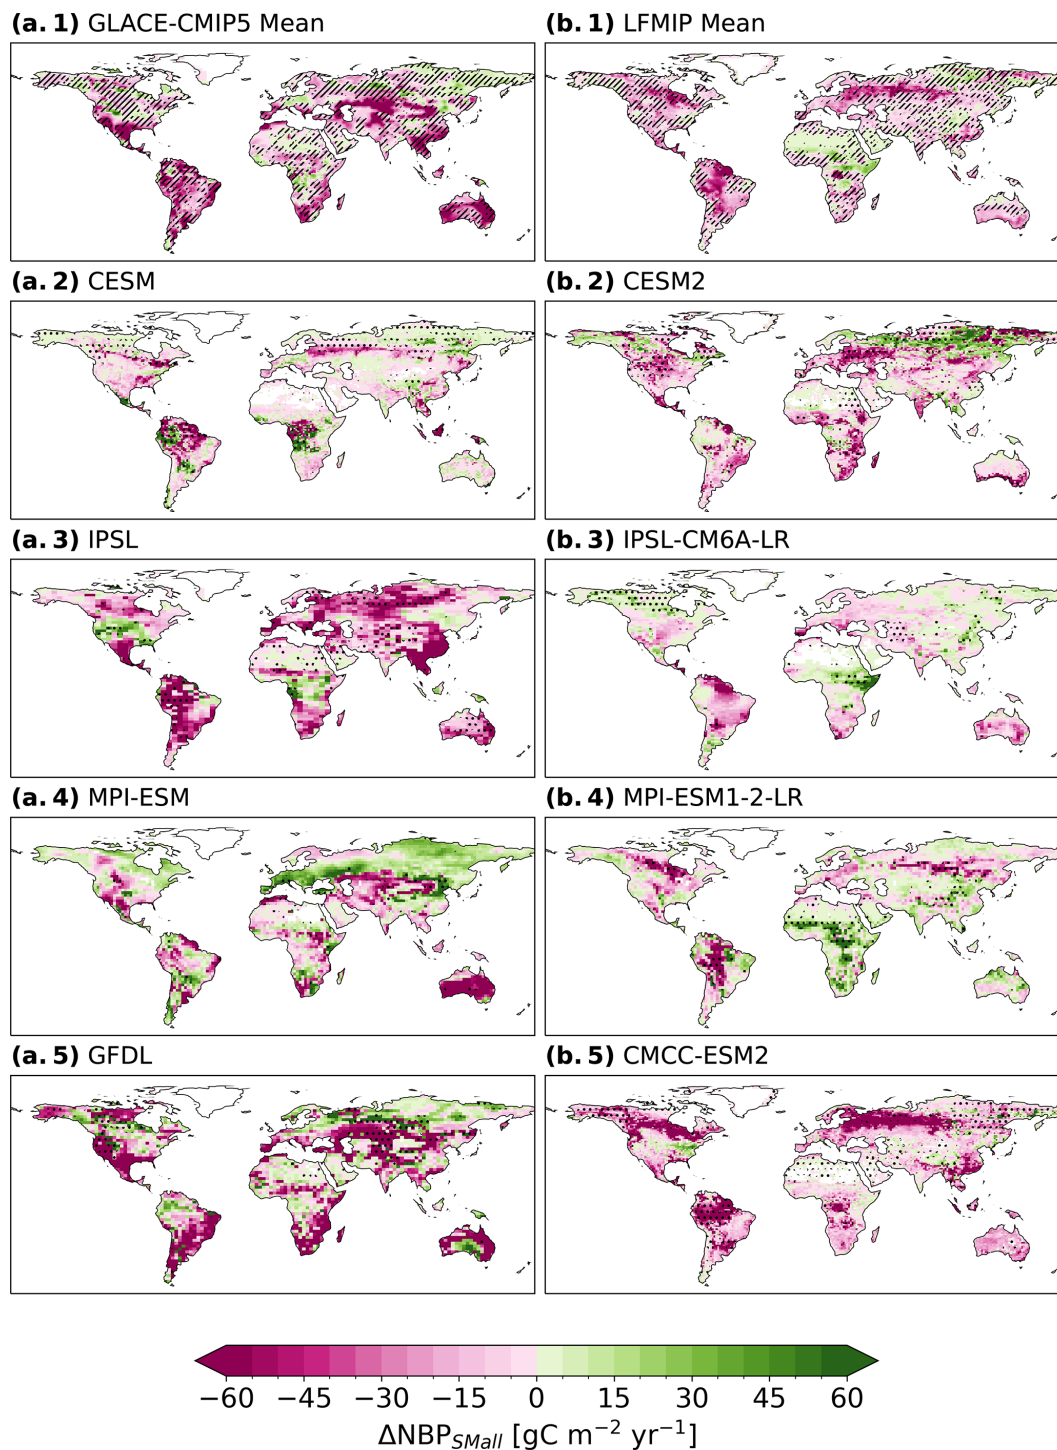 (a. 1) GLACE-CMIP5 Mean
(b. 1) LFMIP Mean
(a. 2) CESM
(b. 2) CESM2
(a. 3) IPSL
(b. 3) IPSL-CM6A-LR
(a. 4) MPI-ESM
(b. 4) MPI-ESM1-2-LR
(a. 5) GFDL
(b. 5) CMCC-ESM2
−60 −45 −30 −15 0 15 30 45 60
ΔNBP_SMall [gC m⁻² yr⁻¹]